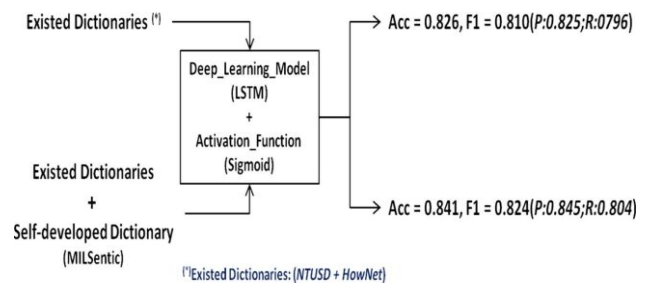 Existed Dictionaries (*)
Acc = 0.826, F1 = 0.810(P:0.825;R:0796)
Deep_Learning_Model
(LSTM)
+
Activation_Function
(Sigmoid)
Existed Dictionaries
+
Self-developed Dictionary
(MILSentic)
Acc = 0.841, F1 = 0.824(P:0.845;R:0.804)
(*)Existed Dictionaries: (NTUSD + HowNet)